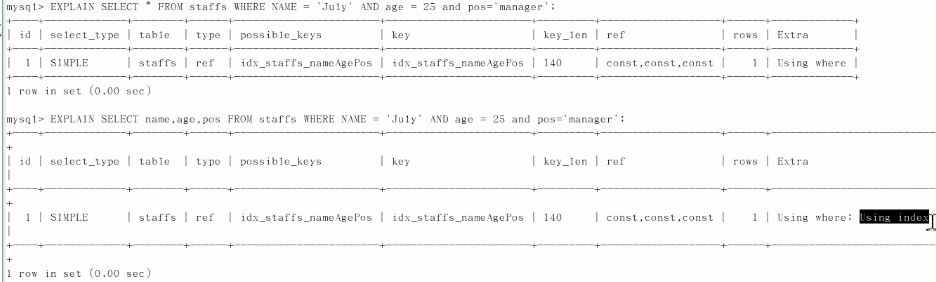 mysql> EXPLAIN SELECT * FROM staffs WHERE NAME = 'July' AND age = 25 and pos='manager';
| id | select_type | table | type | possible_keys | key | key_len | ref | rows | Extra |
| 1 | SIMPLE | staffs | ref | idx_staffs_nameAgePos | idx_staffs_nameAgePos | 140 | const,const,const | 1 | Using where |
1 row in set (0.00 sec)
mysql> EXPLAIN SELECT name,age,pos FROM staffs WHERE NAME = 'July' AND age = 25 and pos='manager';
| id | select_type | table | type | possible_keys | key | key_len | ref | rows | Extra
| 1 | SIMPLE | staffs | ref | idx_staffs_nameAgePos | idx_staffs_nameAgePos | 140 | const,const,const | 1 | Using where; Using index
1 row in set (0.00 sec)